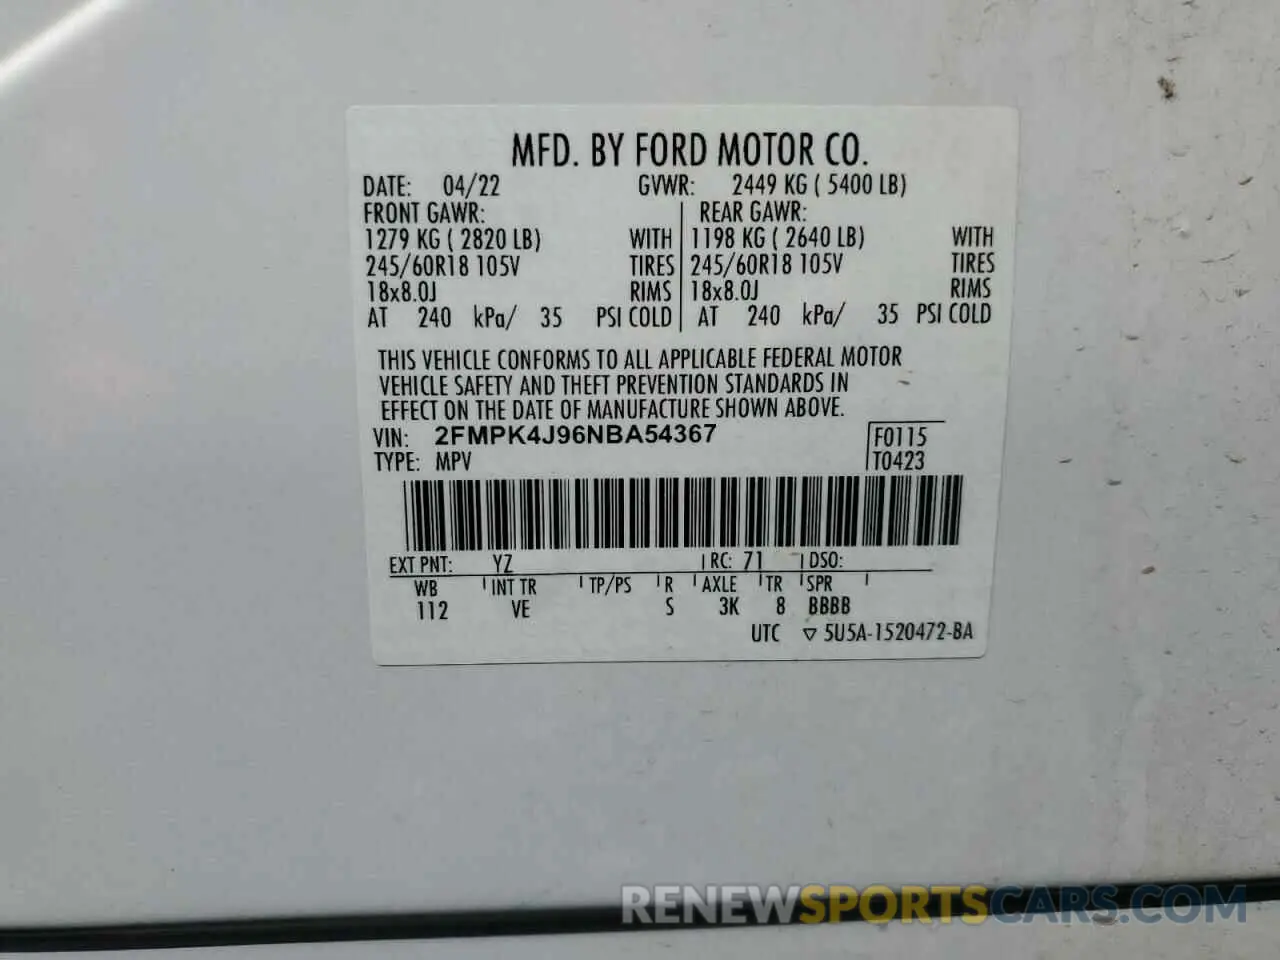 MFD. BY FORD MOTOR CO.
DATE: 04/22 GVWR: 2449 KG ( 5400 LB)
FRONT GAWR: REAR GAWR:
1279 KG ( 2820 LB) WITH 1198 KG ( 2640 LB) WITH
245/60R18 105V TIRES 245/60R18 105V TIRES
18x8.0J RIMS 18x8.0J RIMS
AT 240 kPa/ 35 PSI COLD AT 240 kPa/ 35 PSI COLD
THIS VEHICLE CONFORMS TO ALL APPLICABLE FEDERAL MOTOR
VEHICLE SAFETY AND THEFT PREVENTION STANDARDS IN
EFFECT ON THE DATE OF MANUFACTURE SHOWN ABOVE.
VIN: 2FMPK4J96NBA54367 F0115
TYPE: MPV T0423
EXT PNT: YZ RC: 71 DSO:
WB INT TR TP/PS R AXLE TR SPR
112 VE S 3K 8 BBBB
UTC ▽ 5U5A-1520472-BA
RENEWSPORTSCARS.COM